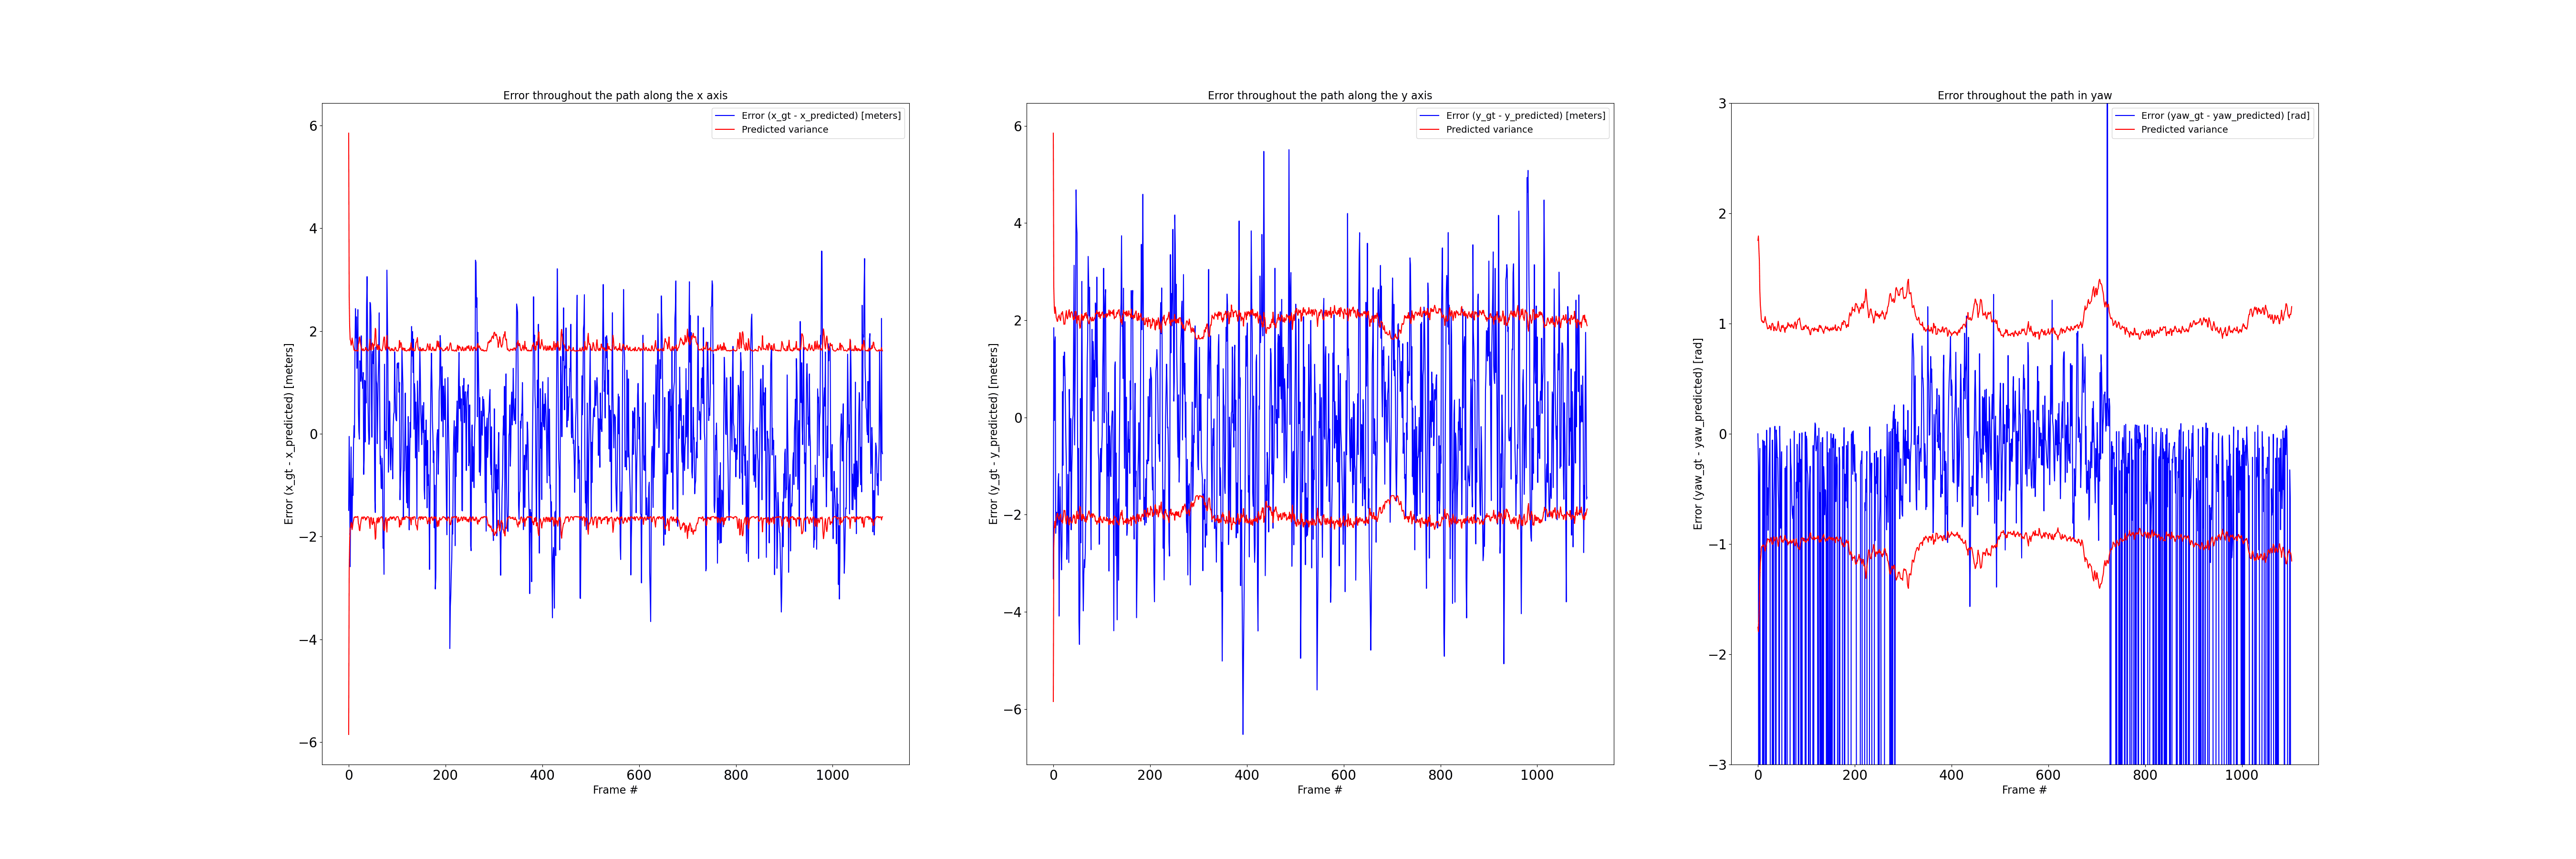 Error throughout the path along the x axis
Error (x_gt - x_predicted) [meters]
Predicted variance
6
4
2
0
−2
−4
−6
Error (x_gt - x_predicted) [meters]
0 200 400 600 800 1000
Frame #
Error throughout the path along the y axis
Error (y_gt - y_predicted) [meters]
Predicted variance
6
4
2
0
−2
−4
−6
Error (y_gt - y_predicted) [meters]
0 200 400 600 800 1000
Frame #
Error throughout the path in yaw
Error (yaw_gt - yaw_predicted) [rad]
Predicted variance
3
2
1
0
−1
−2
−3
Error (yaw_gt - yaw_predicted) [rad]
0 200 400 600 800 1000
Frame #